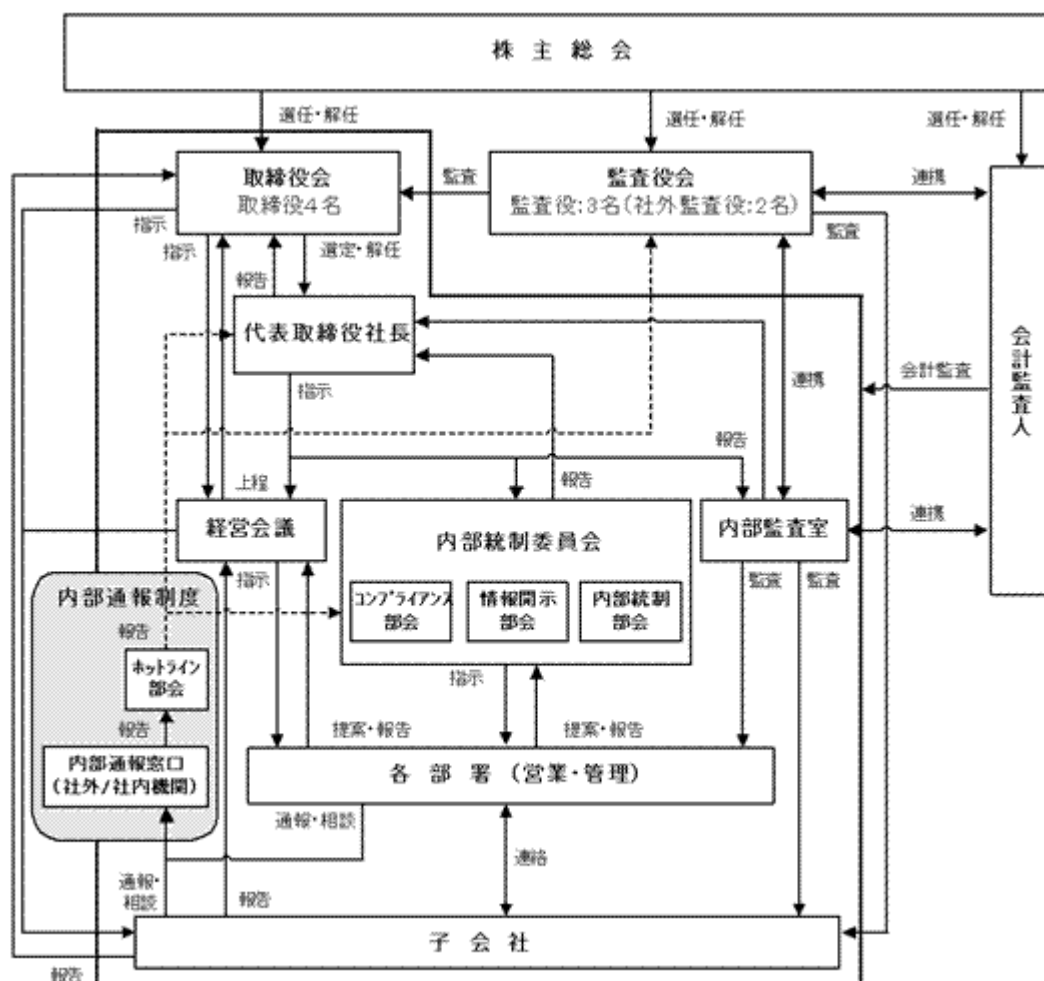 株主総会
選任・解任
選任・解任
選任・解任
取締役会
取締役4名
監査
監査役会
監査役:3名(社外監査役:2名)
連携
指示
指示
選定・解任
監査
報告
代表取締役社長
会計監査人
指示
連携
会計監査
報告
上程
報告
経営会議
内部統制委員会
内部監査室
連携
指示
監査
監査
内部通報制度
コンプライアンス
部会
情報開示
部会
内部統制
部会
報告
ホットライン
部会
指示
報告
提案・報告
提案・報告
内部通報窓口
(社外/社内機関)
各部署(営業・管理)
通報・相談
連絡
通報・
相談
報告
子会社
報告